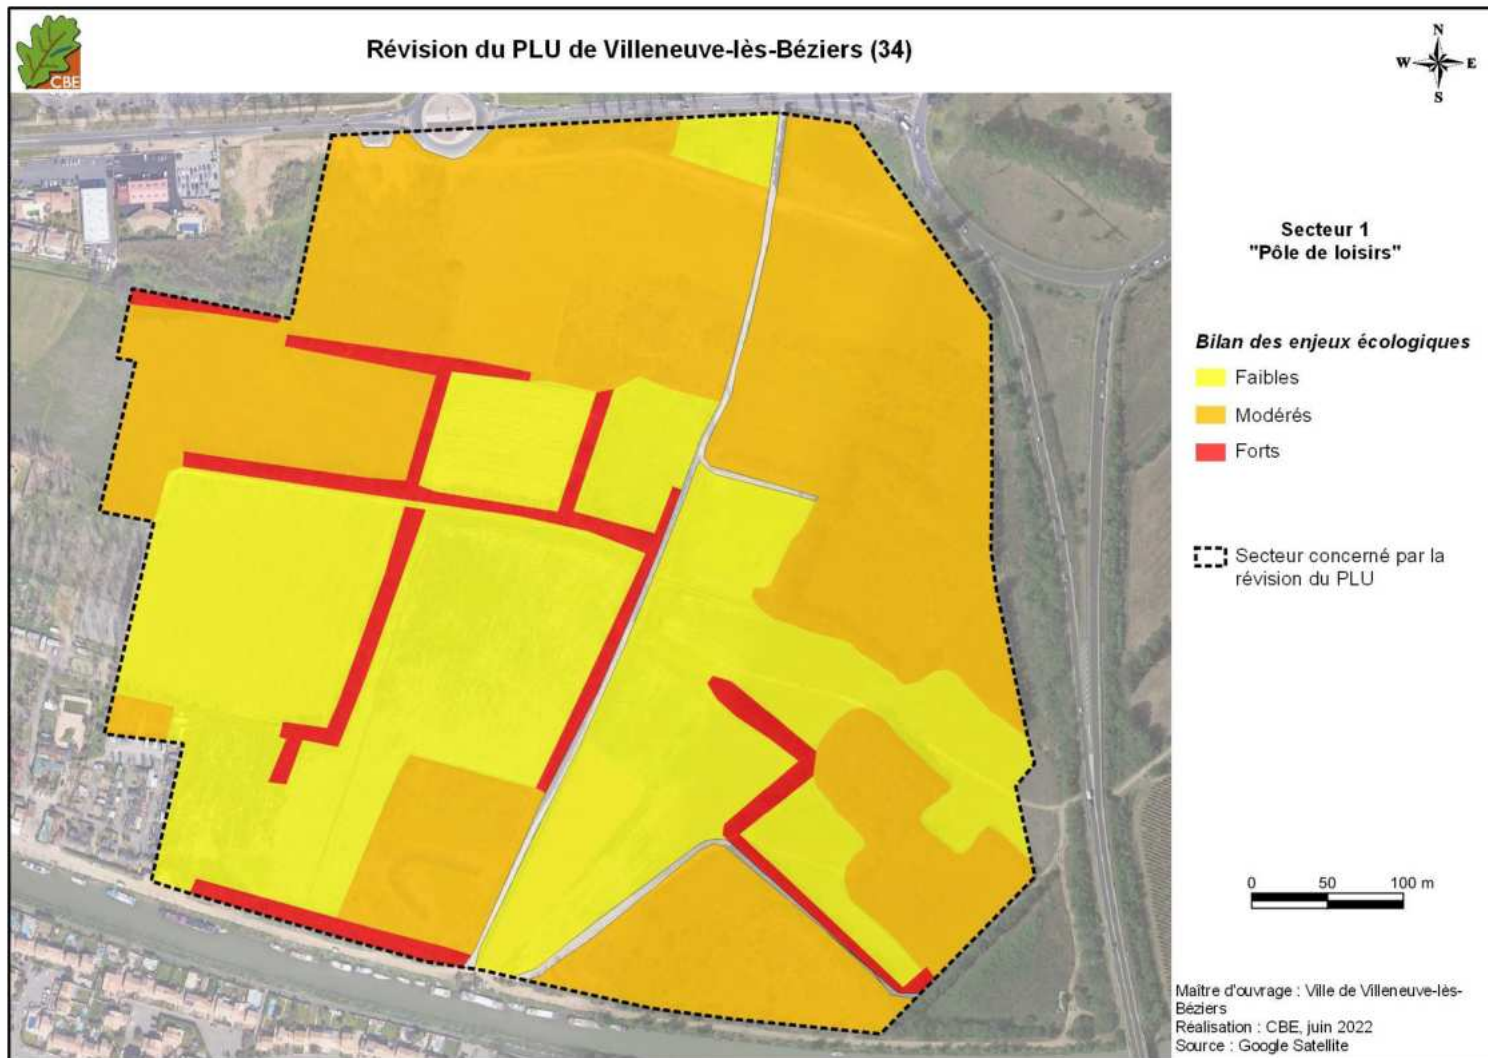 CBE
Révision du PLU de Villeneuve-lès-Béziers (34)
N
W E
S
Secteur 1
"Pôle de loisirs"
Bilan des enjeux écologiques
Faibles
Modérés
Forts
Secteur concerné par la
révision du PLU
0 50 100 m
Maître d'ouvrage : Ville de Villeneuve-lès-
Béziers
Réalisation : CBE, juin 2022
Source : Google Satellite